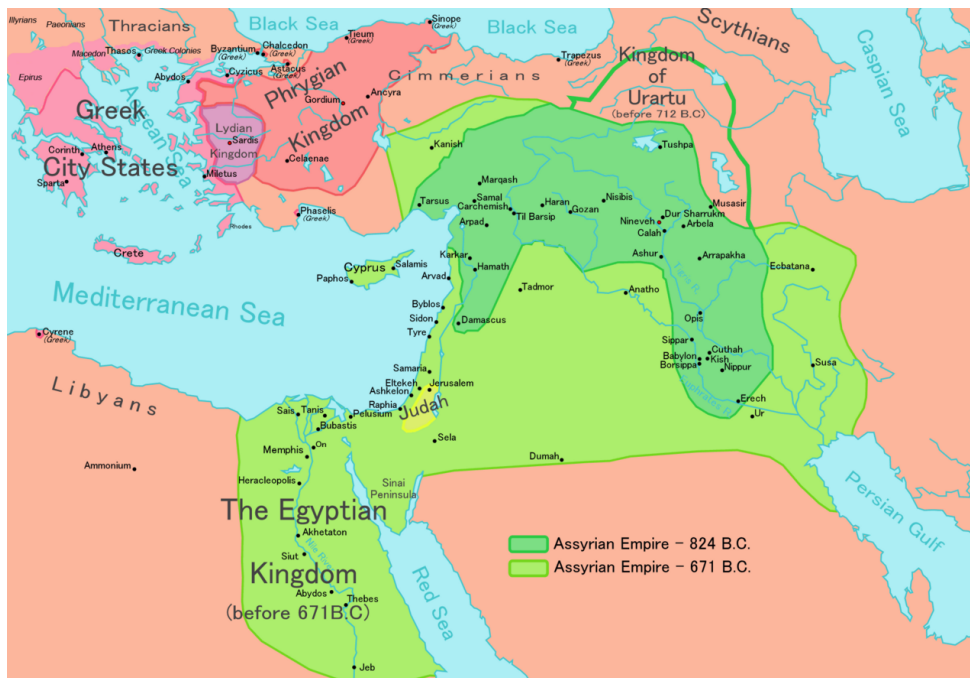 Illyrians
Paeonians
Thracians
Black Sea
Black Sea
Scythians
Caspian Sea
Sinope
(Greek)
Tieum
(Greek)
Byzantium
(Greek)
Chalcedon
(Greek)
Macedon
Thasos
Greek Colonies
Astacus
(Greek)
Cyzicus
Abydos
Epirus
Trapezus
(Greek)
Cimmerians
Kingdom
of
Urartu
(before 712 B.C)
Phrygian
Kingdom
Gordium
Ancyra
Greek
City States
Aegean Sea
Lydian
Kingdom
Sardis
Celaenae
Miletus
Corinth
Athens
Sparta
Phaselis
(Greek)
Rhodes
Crete
Kanish
Tushpa
Marqash
Samal
Tarsus
Carchemish
Til Barsip
Haran
Gozan
Nisibis
Musasir
Dur Sharrukm
Nineveh
Arbela
Calah
Arpad
Karkar
Hamath
Ashur
Arrapakha
Ecbatana
Tigris R.
Cyprus
Salamis
Paphos
Arvad
Tadmor
Anatho
Mediterranean Sea
Byblos
Sidon
Tyre
Damascus
Opis
Sippar
Cuthah
Babylon
Kish
Borsippa
Nippur
Susa
Euphrates R.
Erech
Ur
Cyrene
(Greek)
Libyans
Samaria
Eltekeh
Jerusalem
Ashkelon
Raphia
Judah
Sais
Tanis
Pelusium
Bubastis
On
Memphis
Sela
Dumah
Ammonium
Heracleopolis
Sinai
Peninsula
Persian Gulf
The Egyptian
Kingdom
(before 671B.C)
Akhetaton
Siut
Nile River
Abydos
Thebes
Jeb
Red Sea
Assyrian Empire - 824 B.C.
Assyrian Empire - 671 B.C.